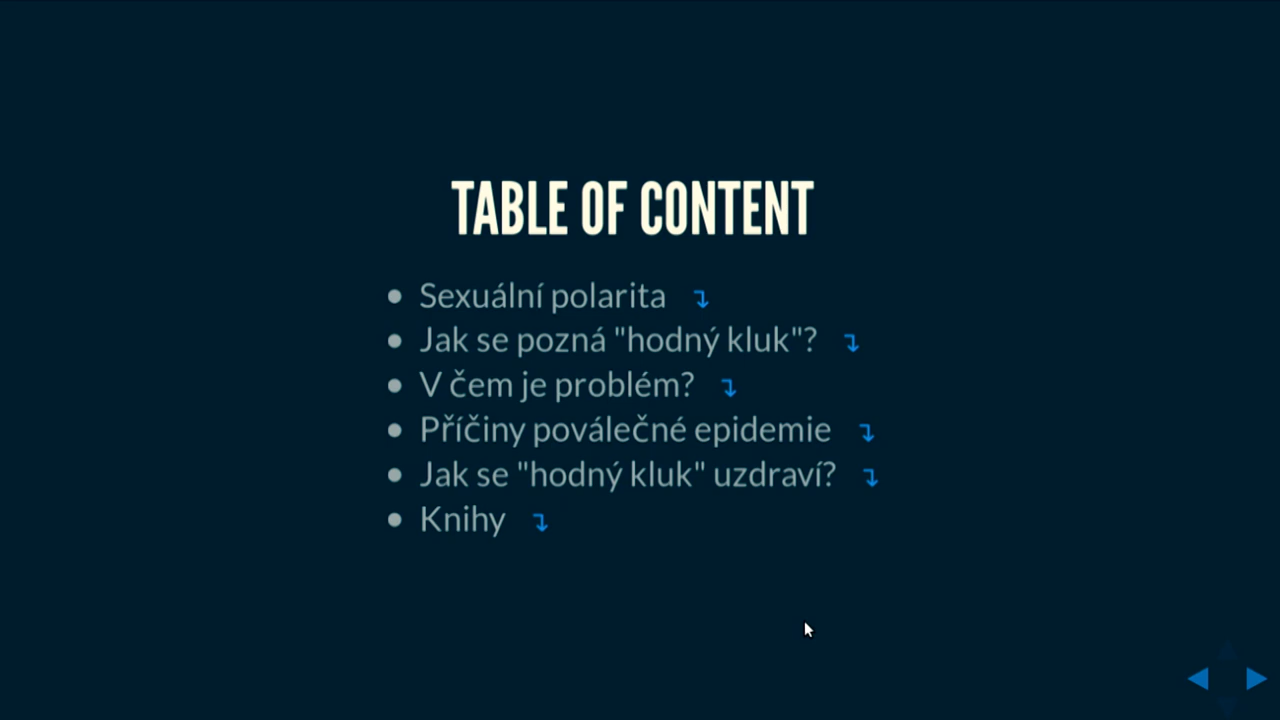 TABLE OF CONTENT
Sexuální polarita
Jak se pozná "hodný kluk"?
V čem je problém?
Příčiny poválečné epidemie
Jak se "hodný kluk" uzdraví?
Knihy